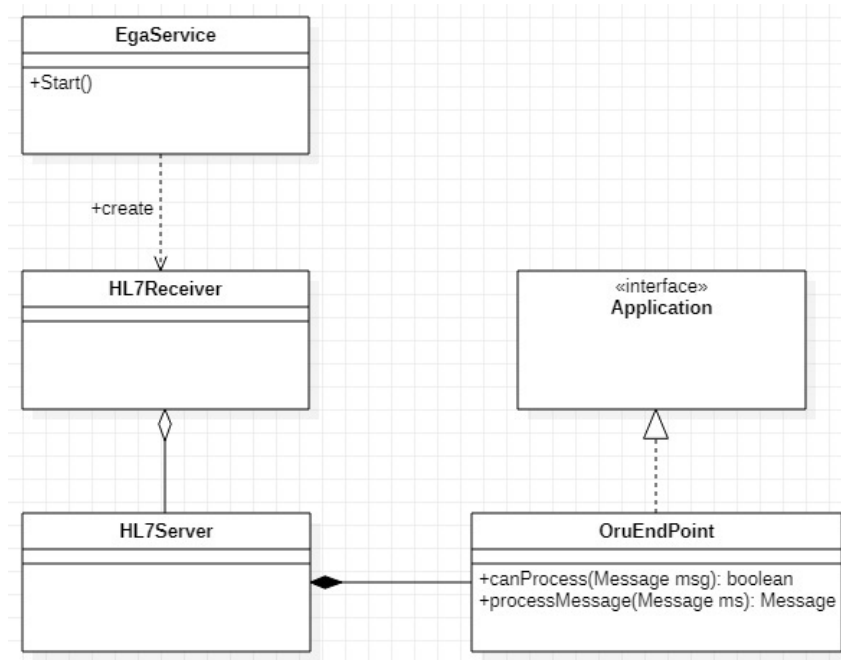 EgaService
+Start()
+create
HL7Receiver
«interface»
Application
HL7Server
OruEndPoint
+canProcess(Message msg): boolean
+processMessage(Message ms): Message